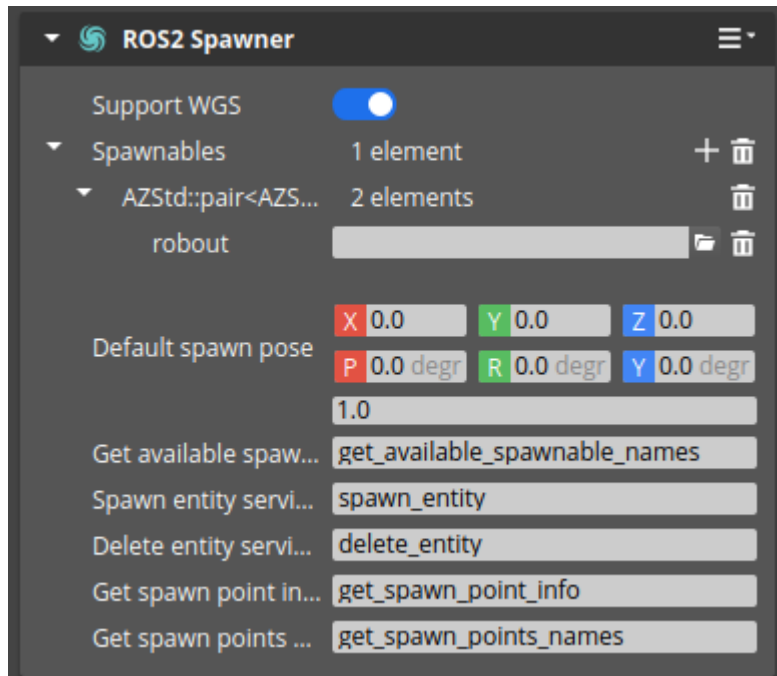 ROS2 Spawner
Support WGS
Spawnables 1 element
AZStd::pair<AZS... 2 elements
robout
X 0.0 Y 0.0 Z 0.0
Default spawn pose
P 0.0 degr R 0.0 degr Y 0.0 degr
1.0
Get available spaw... get_available_spawnable_names
Spawn entity servi... spawn_entity
Delete entity servi... delete_entity
Get spawn point in... get_spawn_point_info
Get spawn points ... get_spawn_points_names